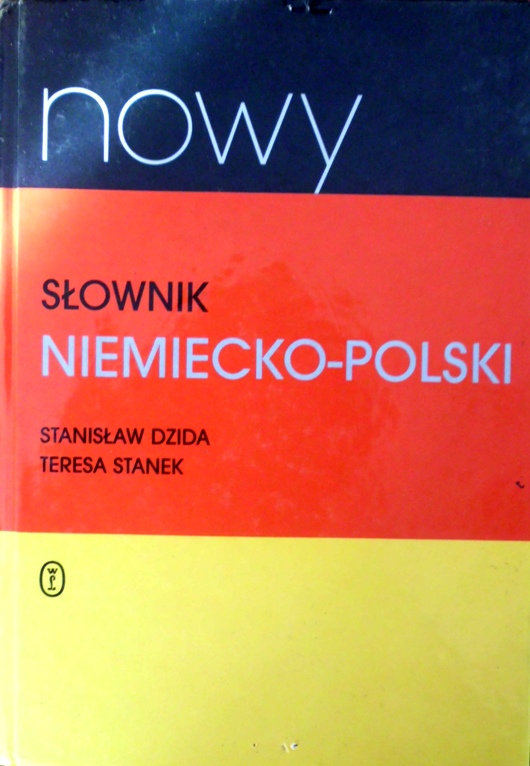 nowy
SŁOWNIK
NIEMIECKO-POLSKI
STANISŁAW DZIDA
TERESA STANEK
W
L